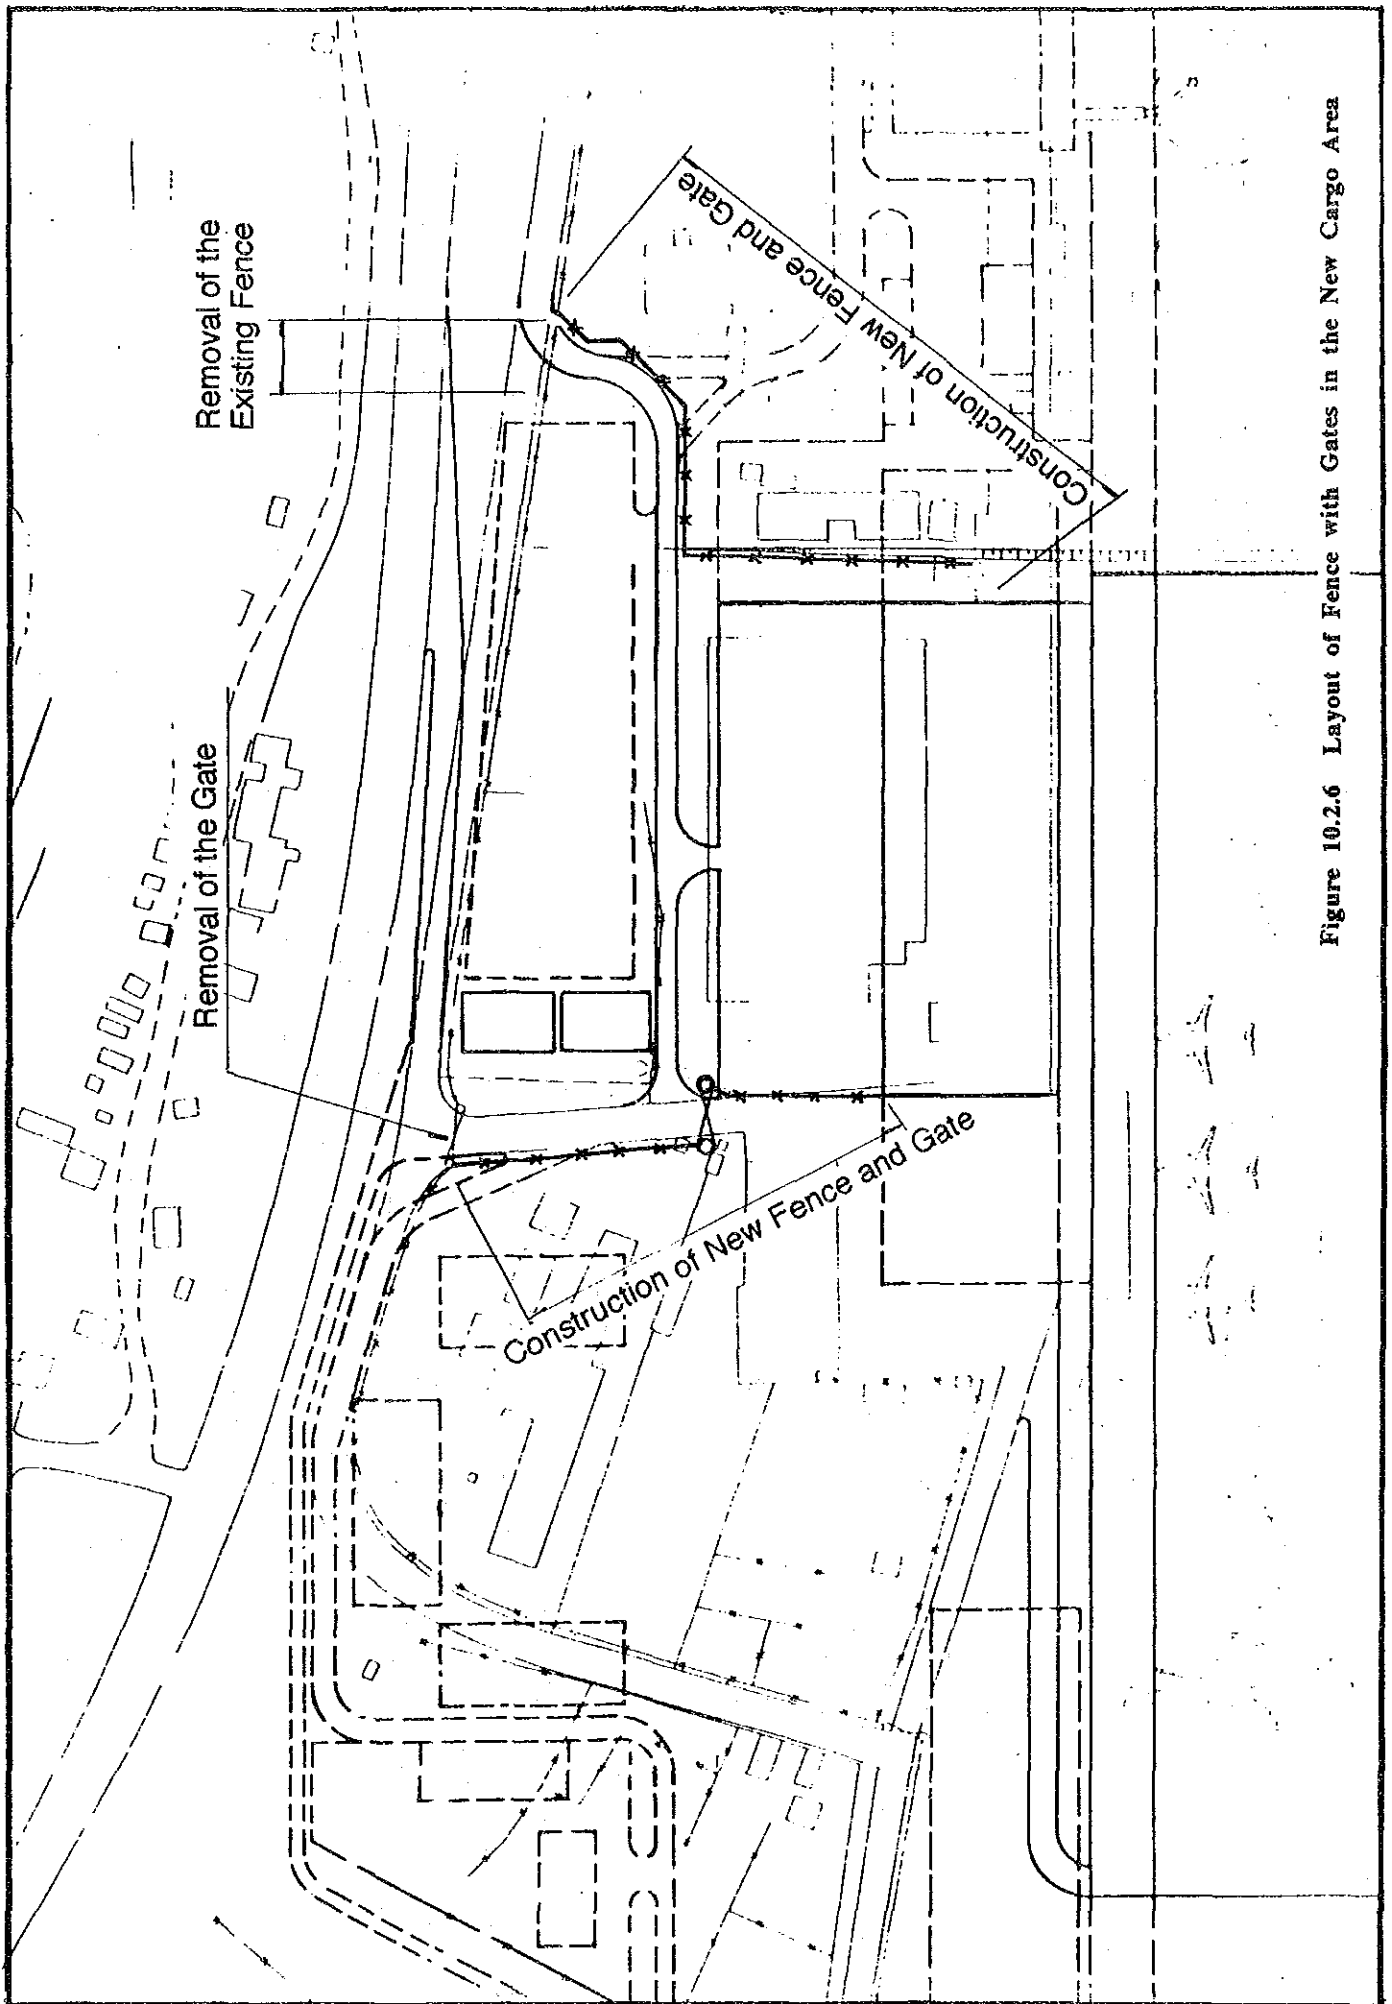 Removal of the
Existing Fence
Removal of the Gate
Construction of New Fence and Gate
Construction of New Fence and Gate
Figure 10.2.6 Layout of Fence with Gates in the New Cargo Area